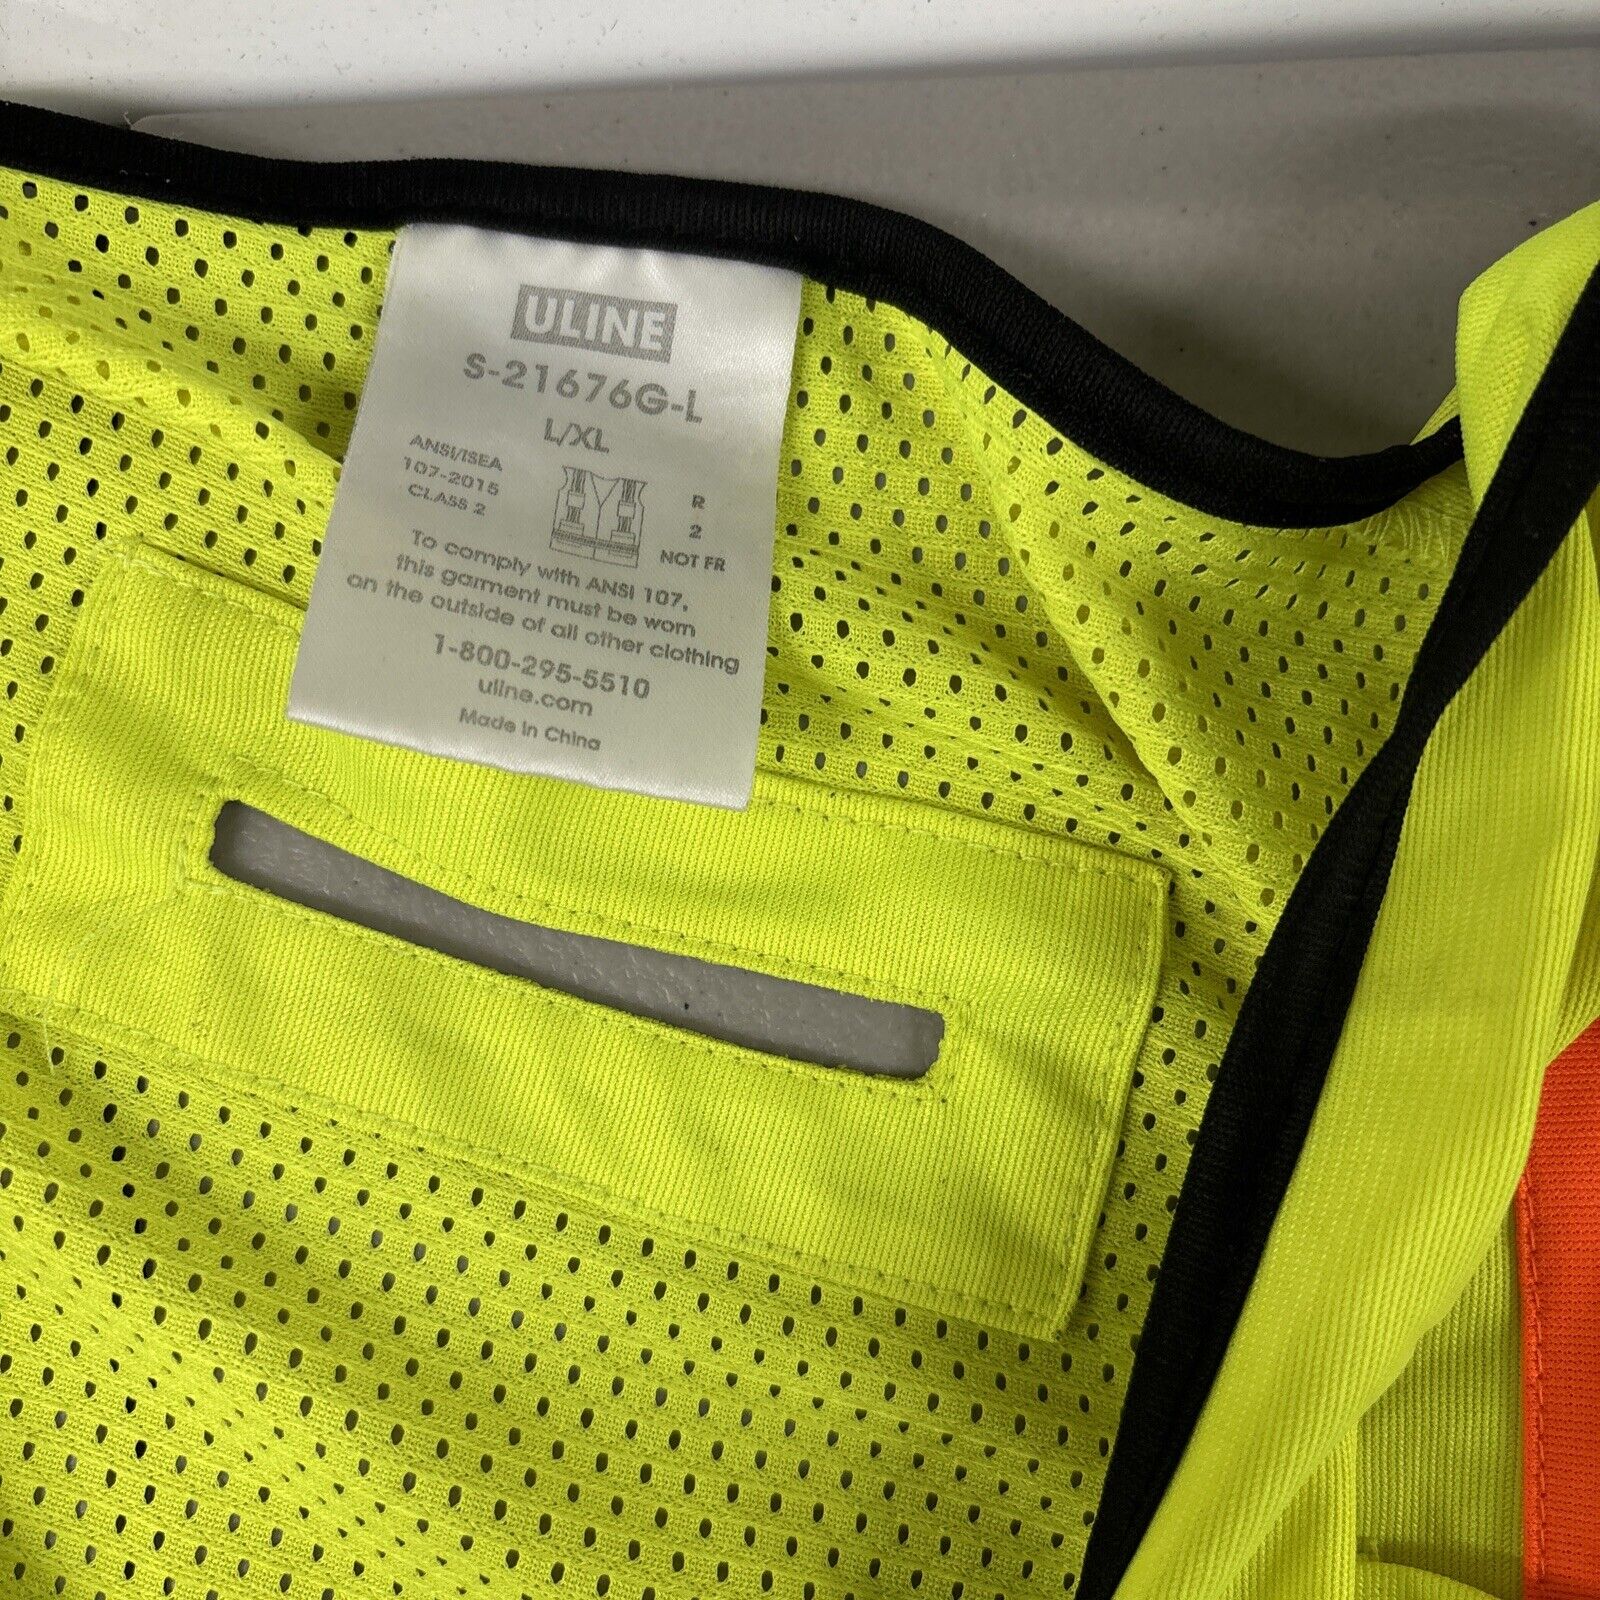 ULINE
S-21676G-L
L/XL
ANSI/ISEA
107-2015
CLASS 2
R
2
NOT FR
To comply with ANSI 107,
this garment must be worn
on the outside of all other clothing
1-800-295-5510
uline.com
Made in China